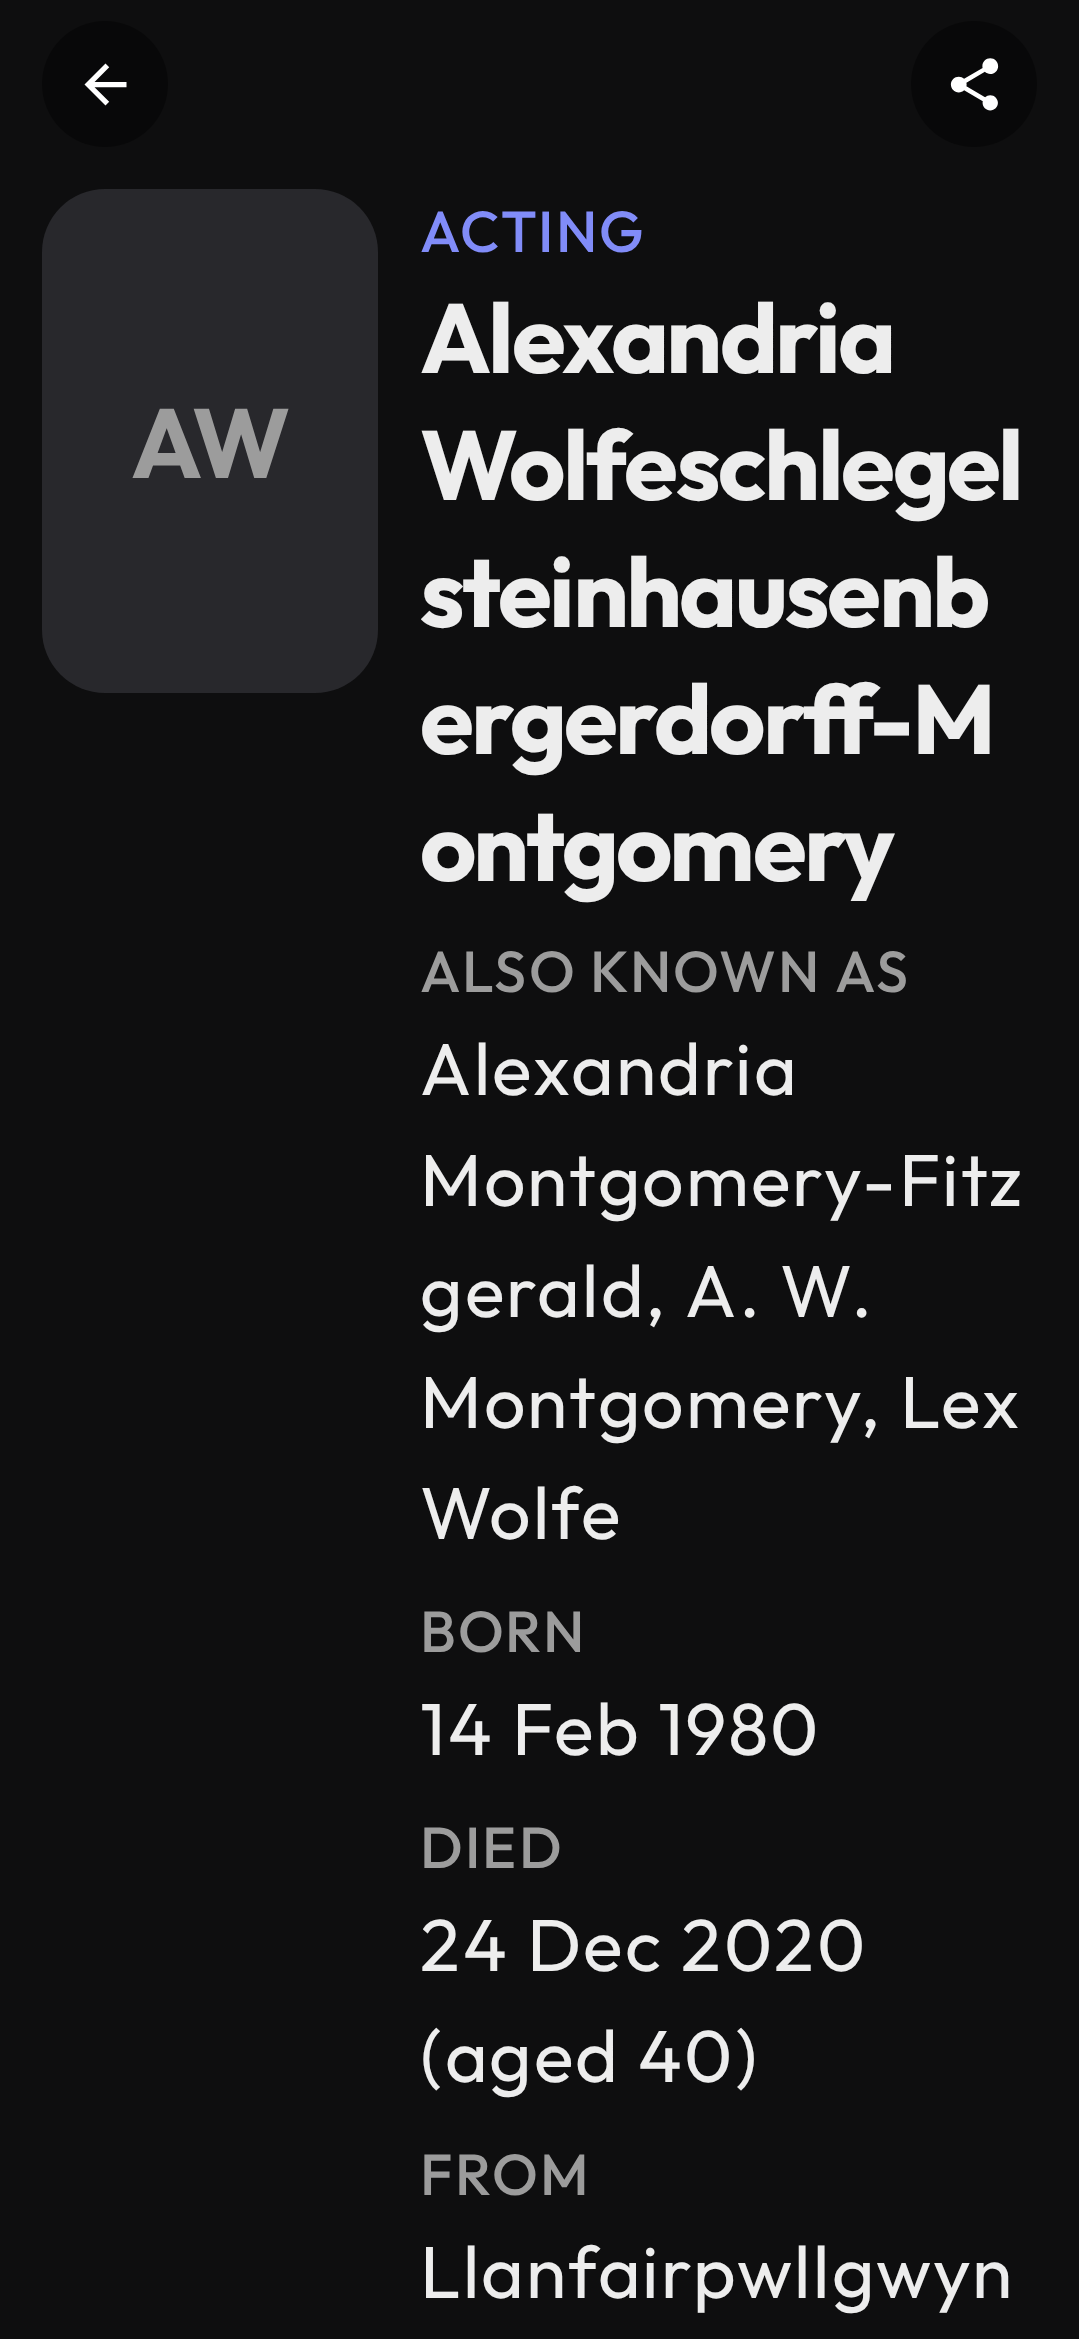 ACTING
AW
Alexandria
Wolfeschlegel
steinhausenb
ergerdorff-M
ontgomery
ALSO KNOWN AS
Alexandria
Montgomery-Fitz
gerald, A. W.
Montgomery, Lex
Wolfe
BORN
14 Feb 1980
DIED
24 Dec 2020
(aged 40)
FROM
Llanfairpwllgwyn